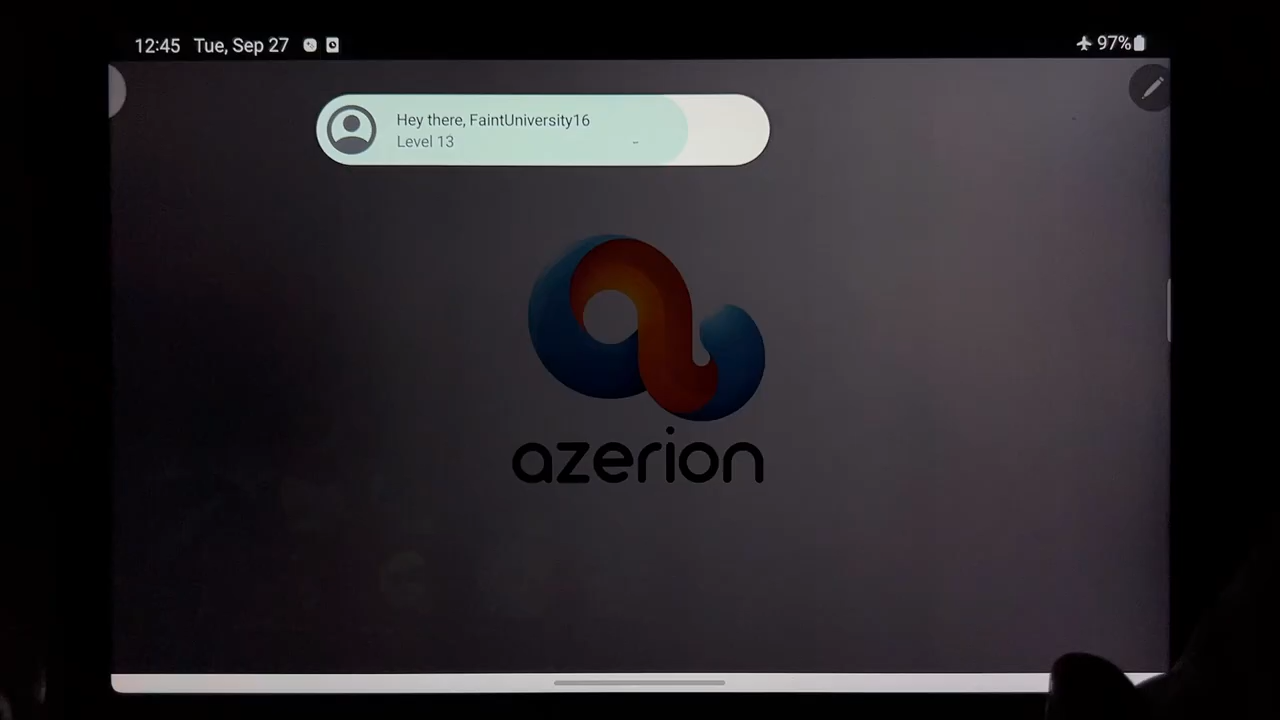 12:45 Tue, Sep 27 97%
Hey there, FaintUniversity16
Level 13
azerion